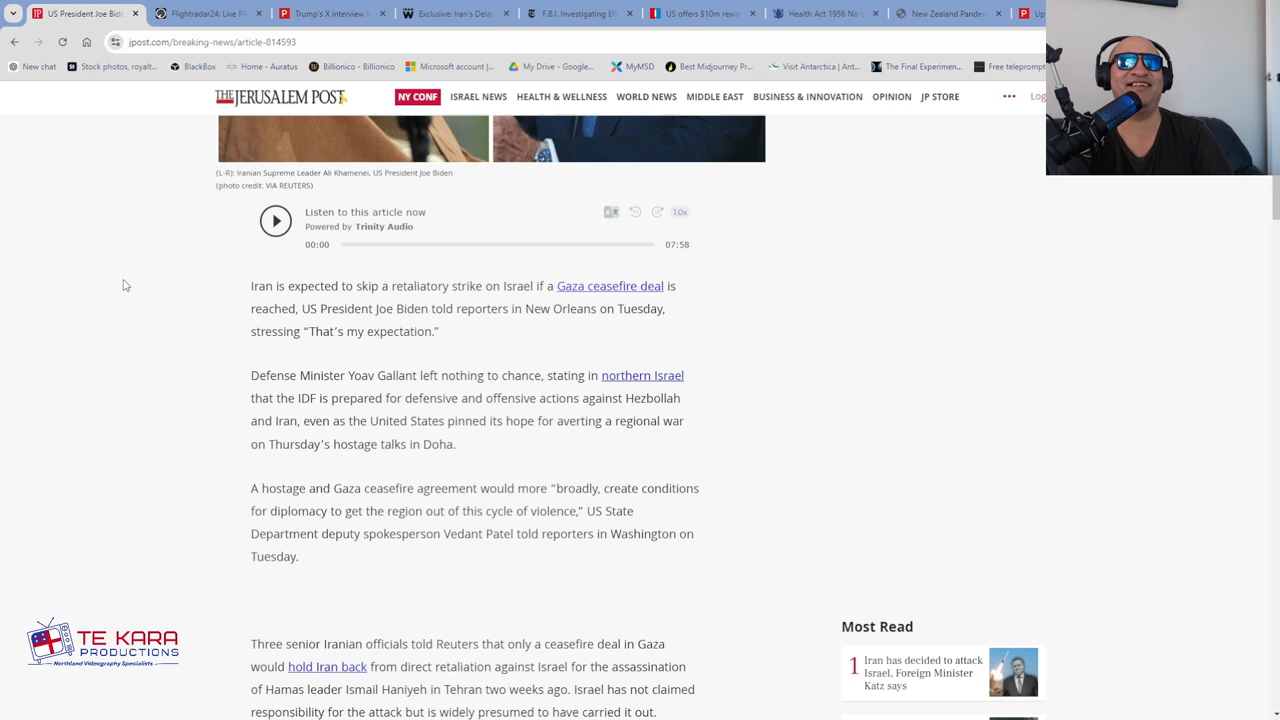 US President Joe Bide
Flightradar24: Live Fl
Trump's X interview
Exclusive: Iran's Dela
F.B.I. Investigating Ef
US offers $10m rewa
Health Act 1956 No
New Zealand Pandem
Up
jpost.com/breaking-news/article-814593
New chat
Stock photos, royalt...
BlackBox
Home - Auratus
Billionico - Billionico
Microsoft account |...
My Drive - Google...
MyMSD
Best Midjourney Pr...
Visit Antarctica | Ant...
The Final Experimen...
Free teleprompt
THE JERUSALEM POST
NY CONF
ISRAEL NEWS
HEALTH & WELLNESS
WORLD NEWS
MIDDLE EAST
BUSINESS & INNOVATION
OPINION
JP STORE
Log
(L-R): Iranian Supreme Leader Ali Khamenei, US President Joe Biden
(photo credit: VIA REUTERS)
Listen to this article now
1.0x
Powered by Trinity Audio
00:00
07:58
Iran is expected to skip a retaliatory strike on Israel if a Gaza ceasefire deal is
reached, US President Joe Biden told reporters in New Orleans on Tuesday,
stressing “That’s my expectation.”
Defense Minister Yoav Gallant left nothing to chance, stating in northern Israel
that the IDF is prepared for defensive and offensive actions against Hezbollah
and Iran, even as the United States pinned its hope for averting a regional war
on Thursday’s hostage talks in Doha.
A hostage and Gaza ceasefire agreement would more “broadly, create conditions
for diplomacy to get the region out of this cycle of violence,” US State
Department deputy spokesperson Vedant Patel told reporters in Washington on
Tuesday.
Three senior Iranian officials told Reuters that only a ceasefire deal in Gaza
would hold Iran back from direct retaliation against Israel for the assassination
of Hamas leader Ismail Haniyeh in Tehran two weeks ago. Israel has not claimed
responsibility for the attack but is widely presumed to have carried it out.
Most Read
1
Iran has decided to attack
Israel, Foreign Minister
Katz says
TE KARA
PRODUCTIONS
Northland Videography Specialists